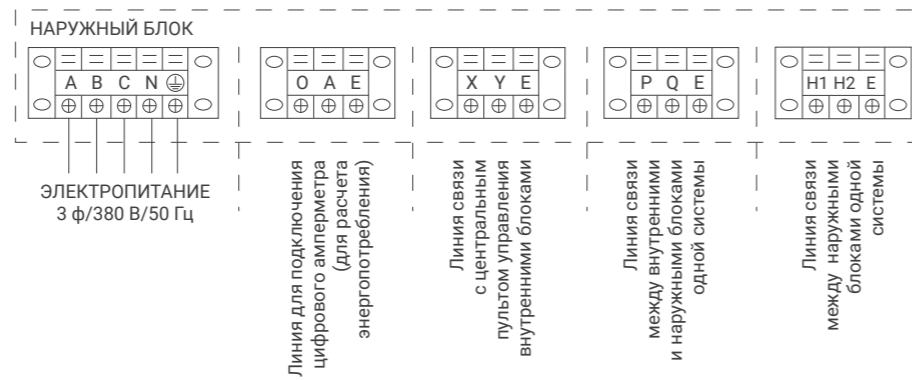 НАРУЖНЫЙ БЛОК
A B C N ⏚
O A E
X Y E
P Q E
H1 H2 E
ЭЛЕКТРОПИТАНИЕ
3 ф/380 В/50 Гц
Линия для подключения
цифрового амперметра
(для расчета
энергопотребления)
Линия связи
с центральным
пультом управления
внутренними блоками
Линия связи
между внутренними
и наружными блоками
одной системы
Линия связи
между наружными
блоками одной
системы